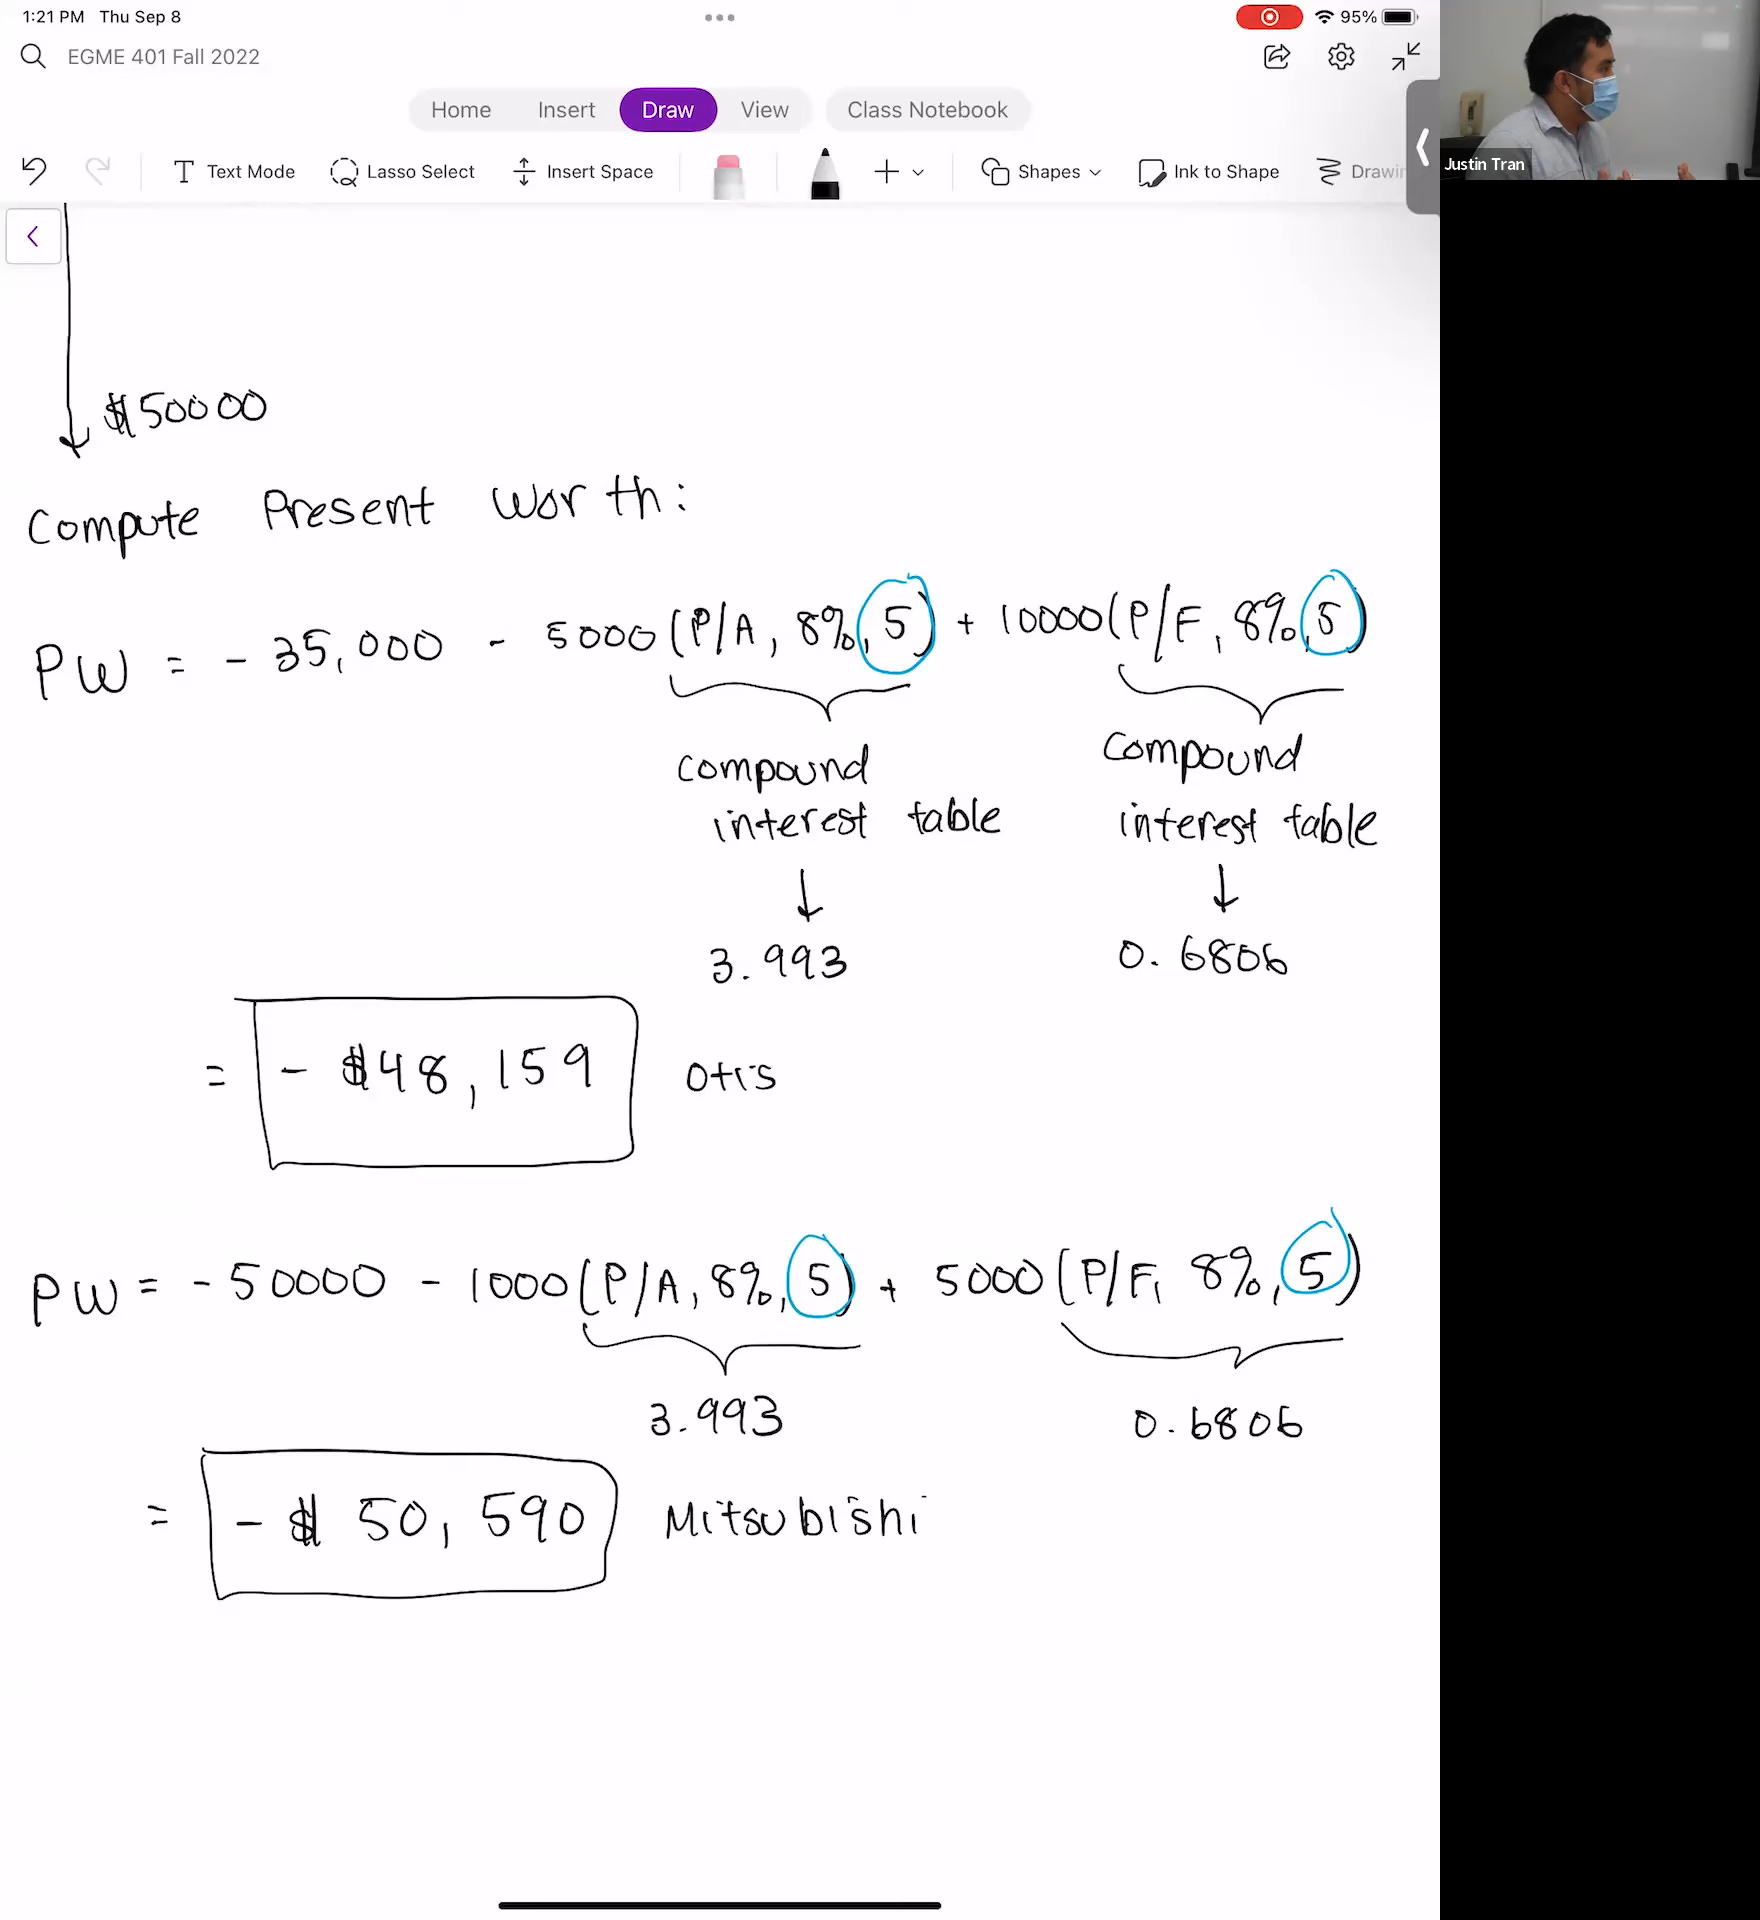 1:21 PM Thu Sep 8
95%
EGME 401 Fall 2022
Home Insert Draw View Class Notebook
Text Mode Lasso Select Insert Space Shapes Ink to Shape Drawi
Justin Tran
$50000
Compute Present Worth:
PW = - 35,000 - 5000 (P/A, 8%, 5) + 10000 (P/F, 8%, 5)
compound
interest table
3.993
compound
interest table
0.6806
= - $48,159 Otis
PW = - 50000 - 1000 (P/A, 8%, 5) + 5000 (P/F, 8%, 5)
3.993 0.6806
= - $ 50,590 Mitsubishi